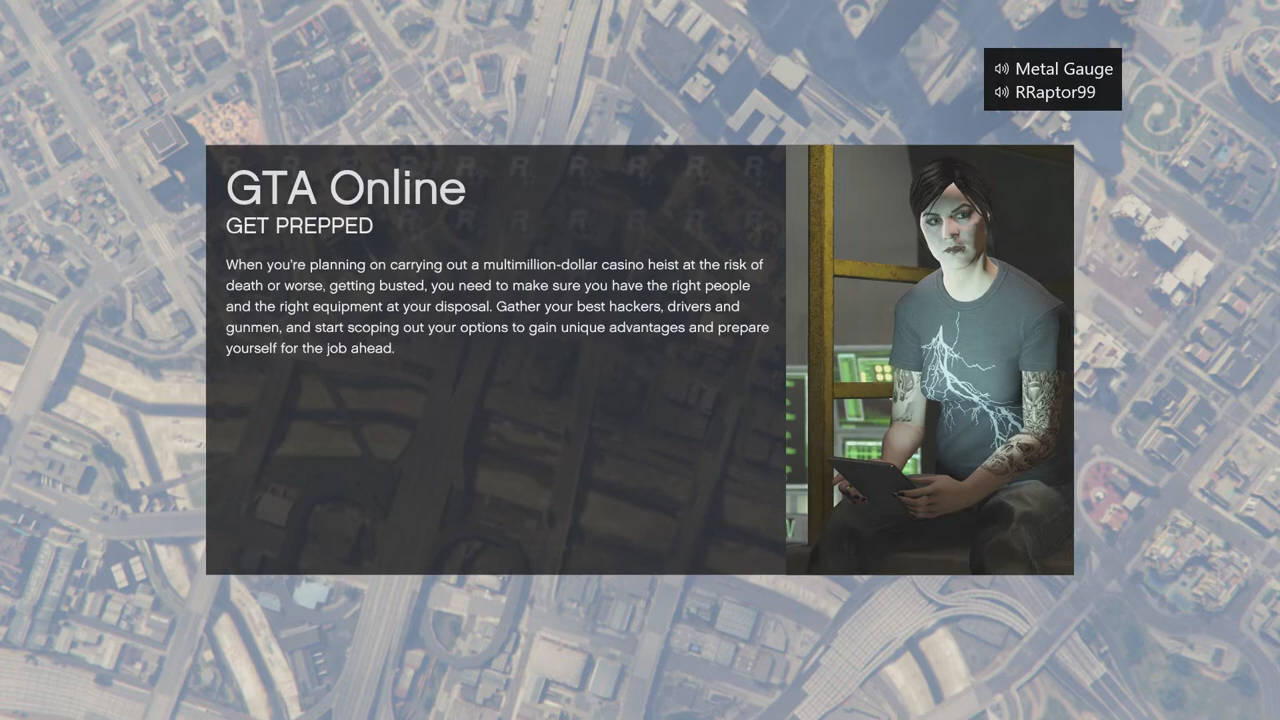 Metal Gauge
RRaptor99
GTA Online
GET PREPPED
When you're planning on carrying out a multimillion-dollar casino heist at the risk of
death or worse, getting busted, you need to make sure you have the right people
and the right equipment at your disposal. Gather your best hackers, drivers and
gunmen, and start scoping out your options to gain unique advantages and prepare
yourself for the job ahead.